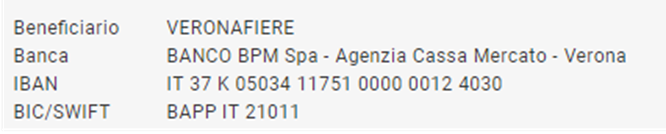 Beneficiario VERONAFIERE
Banca BANCO BPM Spa - Agenzia Cassa Mercato - Verona
IBAN IT 37 K 05034 11751 0000 0012 4030
BIC/SWIFT BAPP IT 21011